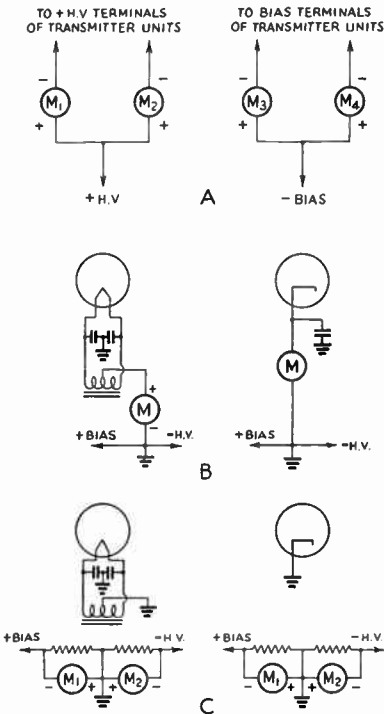 TO + H.V TERMINALS
OF TRANSMITTER UNITS
TO BIAS TERMINALS
OF TRANSMITTER UNITS
- - - -
M1 M2 M3 M4
+ + + +
+ H.V
A
- BIAS
+
M M
-
+BIAS -H.V. +BIAS -H.V.
B
+BIAS -H.V. +BIAS -H.V.
- M1 + + M2 - - M1 + + M2 -
C